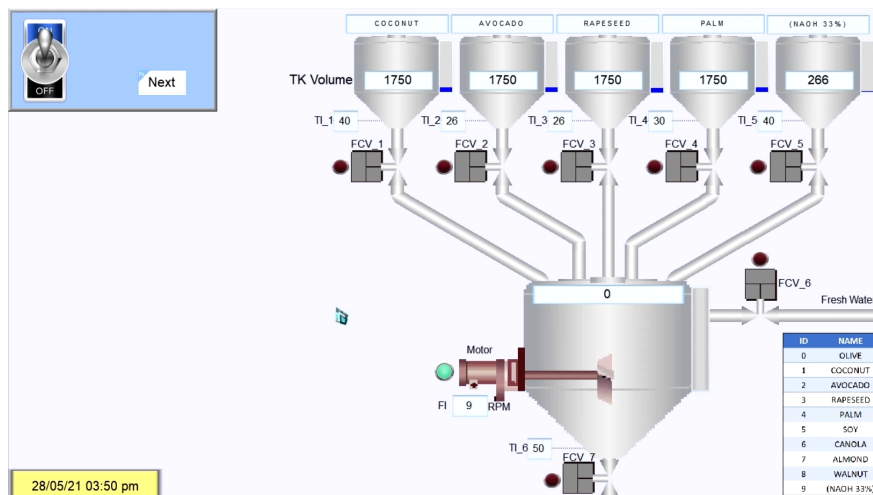 ON
OFF
Next
COCONUT AVOCADO RAPESEED PALM (NAOH 33%)
TK Volume 1750 1750 1750 1750 266
TI_1 40 TI_2 26 TI_3 26 TI_4 30 TI_5 40
FCV_1 FCV_2 FCV_3 FCV_4 FCV_5
0
FCV_6
Fresh Water
Motor
FI 9 RPM
TI_6 50
FCV_7
ID NAME
0 OLIVE
1 COCONUT
2 AVOCADO
3 RAPESEED
4 PALM
5 SOY
6 CANOLA
7 ALMOND
8 WALNUT
9 (NAOH 33%)
28/05/21 03:50 pm